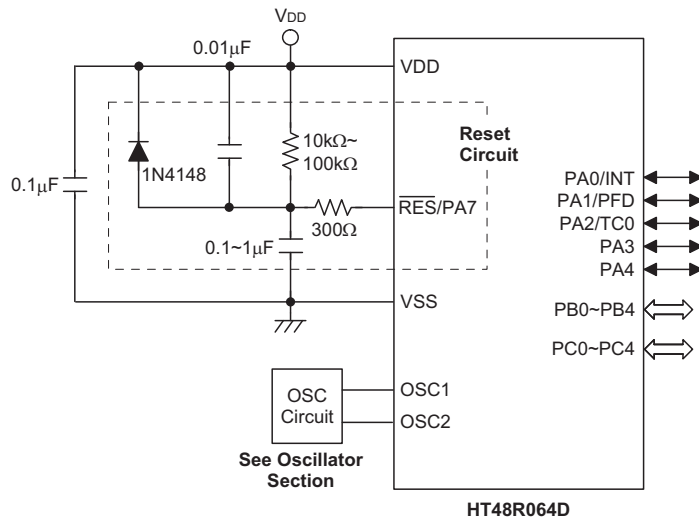 VDD
0.01μF
VDD
Reset
Circuit
10kΩ~
100kΩ
1N4148
0.1μF
PA0/INT
PA1/PFD
PA2/TC0
PA3
PA4
RES/PA7
300Ω
0.1~1μF
VSS
PB0~PB4
PC0~PC4
OSC
Circuit
OSC1
OSC2
See Oscillator
Section
HT48R064D